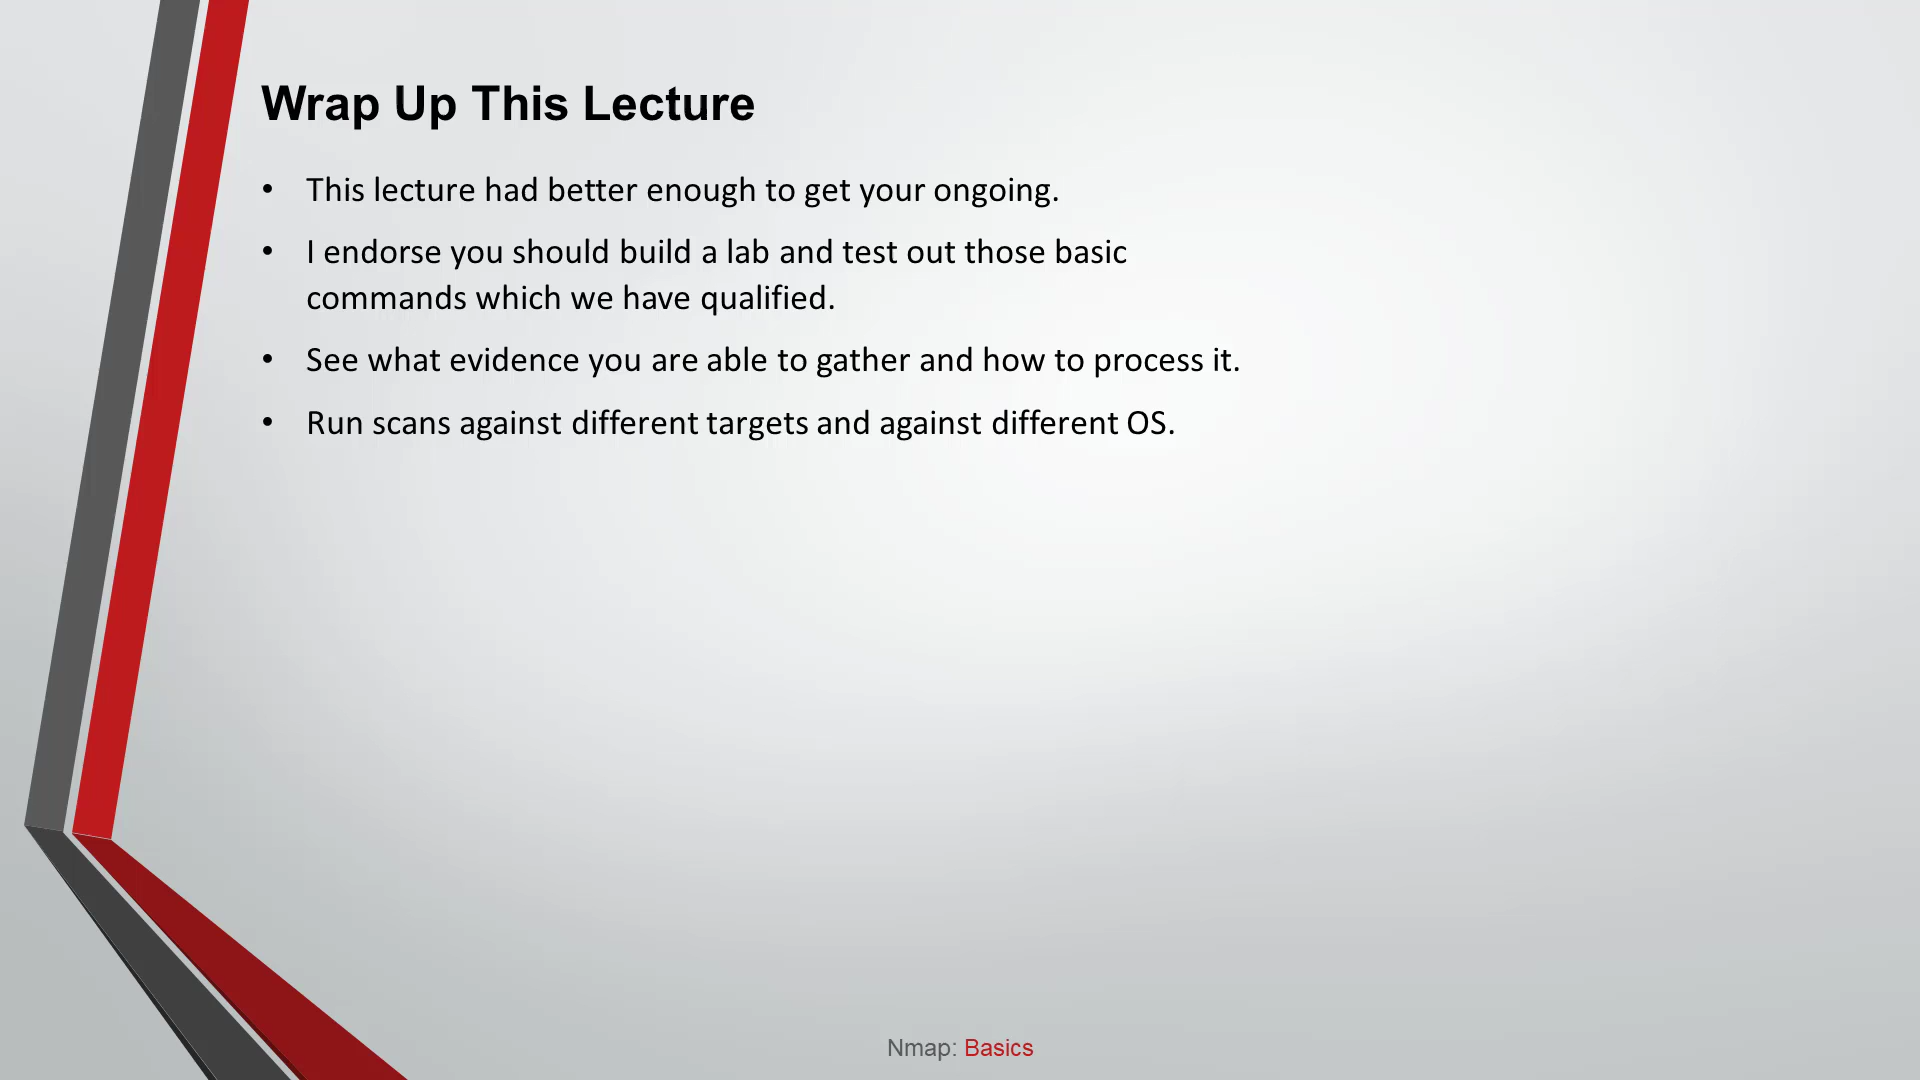 Wrap Up This Lecture
• This lecture had better enough to get your ongoing.
• I endorse you should build a lab and test out those basic
commands which we have qualified.
• See what evidence you are able to gather and how to process it.
• Run scans against different targets and against different OS.
Nmap: Basics